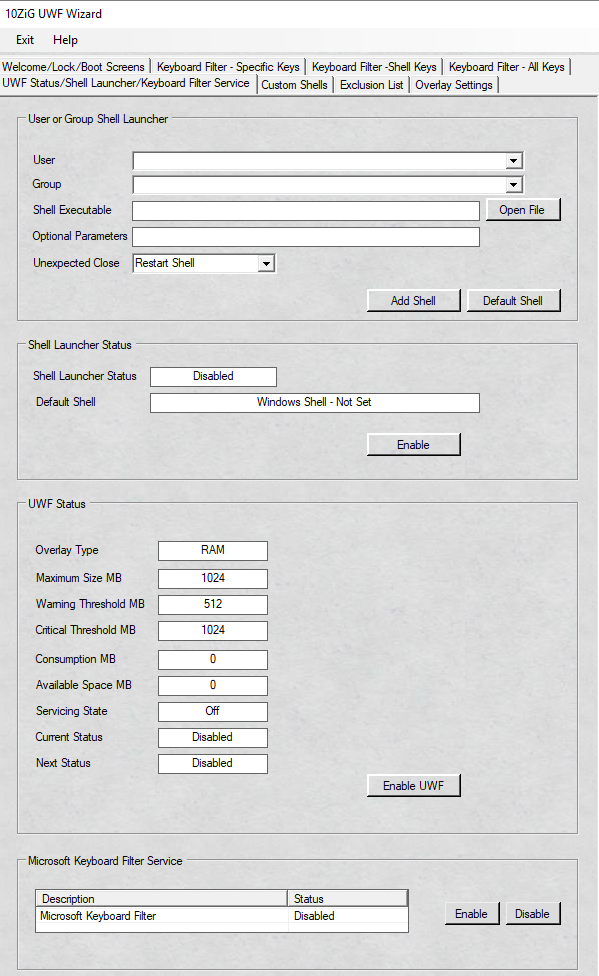 10ZiG UWF Wizard
Exit Help
Welcome/Lock/Boot Screens Keyboard Filter - Specific Keys Keyboard Filter -Shell Keys Keyboard Filter - All Keys
UWF Status/Shell Launcher/Keyboard Filter Service Custom Shells Exclusion List Overlay Settings
User or Group Shell Launcher
User
Group
Shell Executable Open File
Optional Parameters
Unexpected Close Restart Shell
Add Shell Default Shell
Shell Launcher Status
Shell Launcher Status Disabled
Default Shell Windows Shell - Not Set
Enable
UWF Status
Overlay Type RAM
Maximum Size MB 1024
Warning Threshold MB 512
Critical Threshold MB 1024
Consumption MB 0
Available Space MB 0
Servicing State Off
Current Status Disabled
Next Status Disabled
Enable UWF
Microsoft Keyboard Filter Service
Description Status
Microsoft Keyboard Filter Disabled
Enable Disable